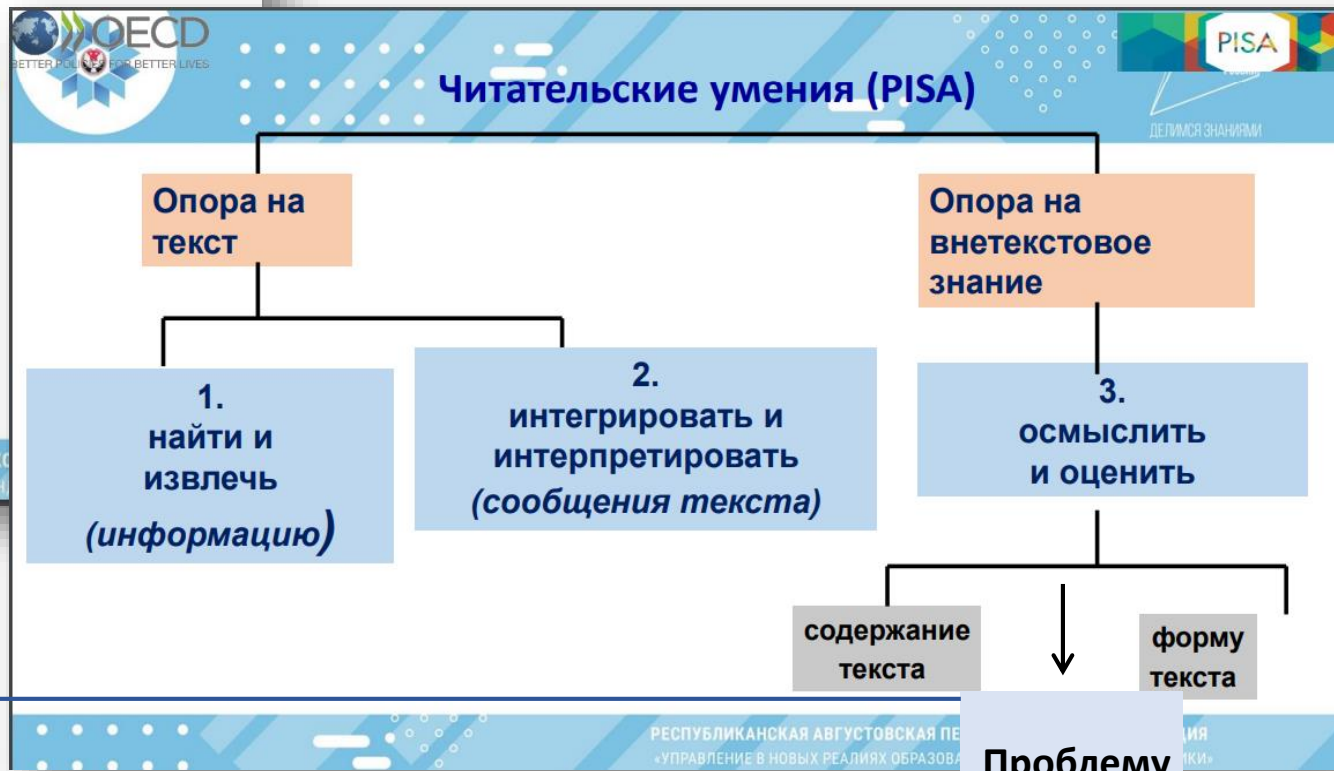 OECD
BETTER POLICIES FOR BETTER LIVES
PISA
Читательские умения (PISA)
ДЕЛИМСЯ ЗНАНИЯМИ
Опора на
текст
Опора на
внетекстовое
знание
1.
найти и
извлечь
(информацию)
2.
интегрировать и
интерпретировать
(сообщения текста)
3.
осмыслить
и оценить
содержание
текста
форму
текста
Проблему
РЕСПУБЛИКАНСКАЯ АВГУСТОВСКАЯ
«УПРАВЛЕНИЕ В НОВЫХ РЕАЛИЯХ